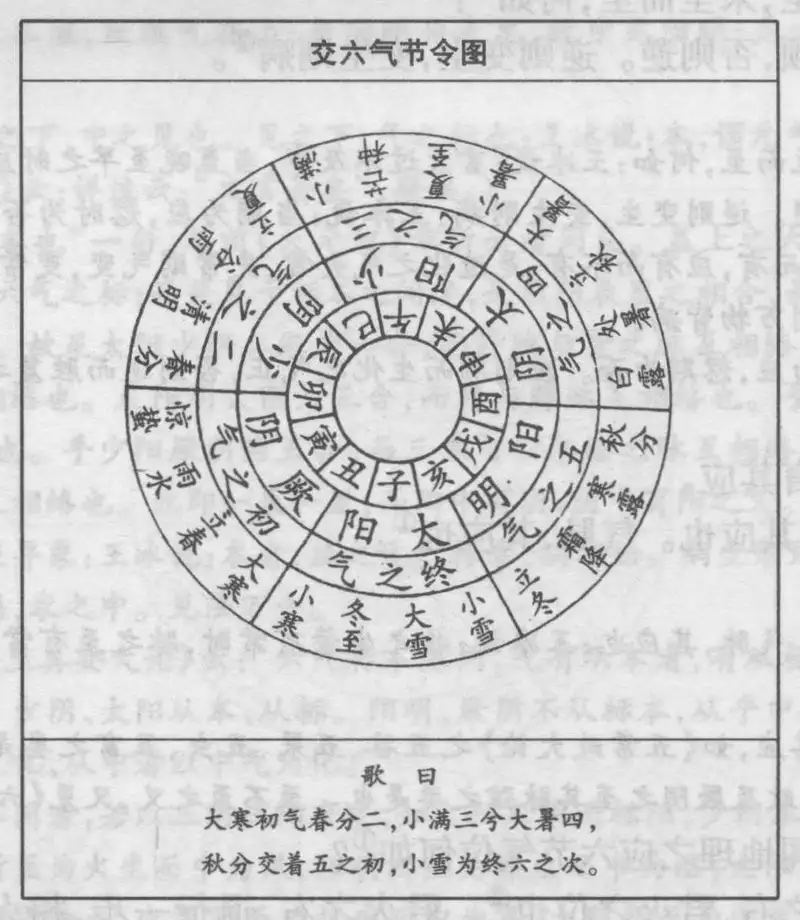 交六气节令图
小满 芒种 夏至 小暑
大暑 立秋 处暑 白露
秋分 寒露 霜降 立冬
小雪 大雪 冬至 小寒
大寒 立春 雨水 惊蛰
春分 清明 谷雨 立夏
三之气
四之气
五之气
终之气
初之气
二之气
少阳
太阴
阳明
太阳
厥阴
少阴
子 丑 寅 卯 辰 巳 午 未 申 酉 戌 亥
歌曰
大寒初气春分二,小满三兮大暑四,
秋分交着五之初,小雪为终六之次。